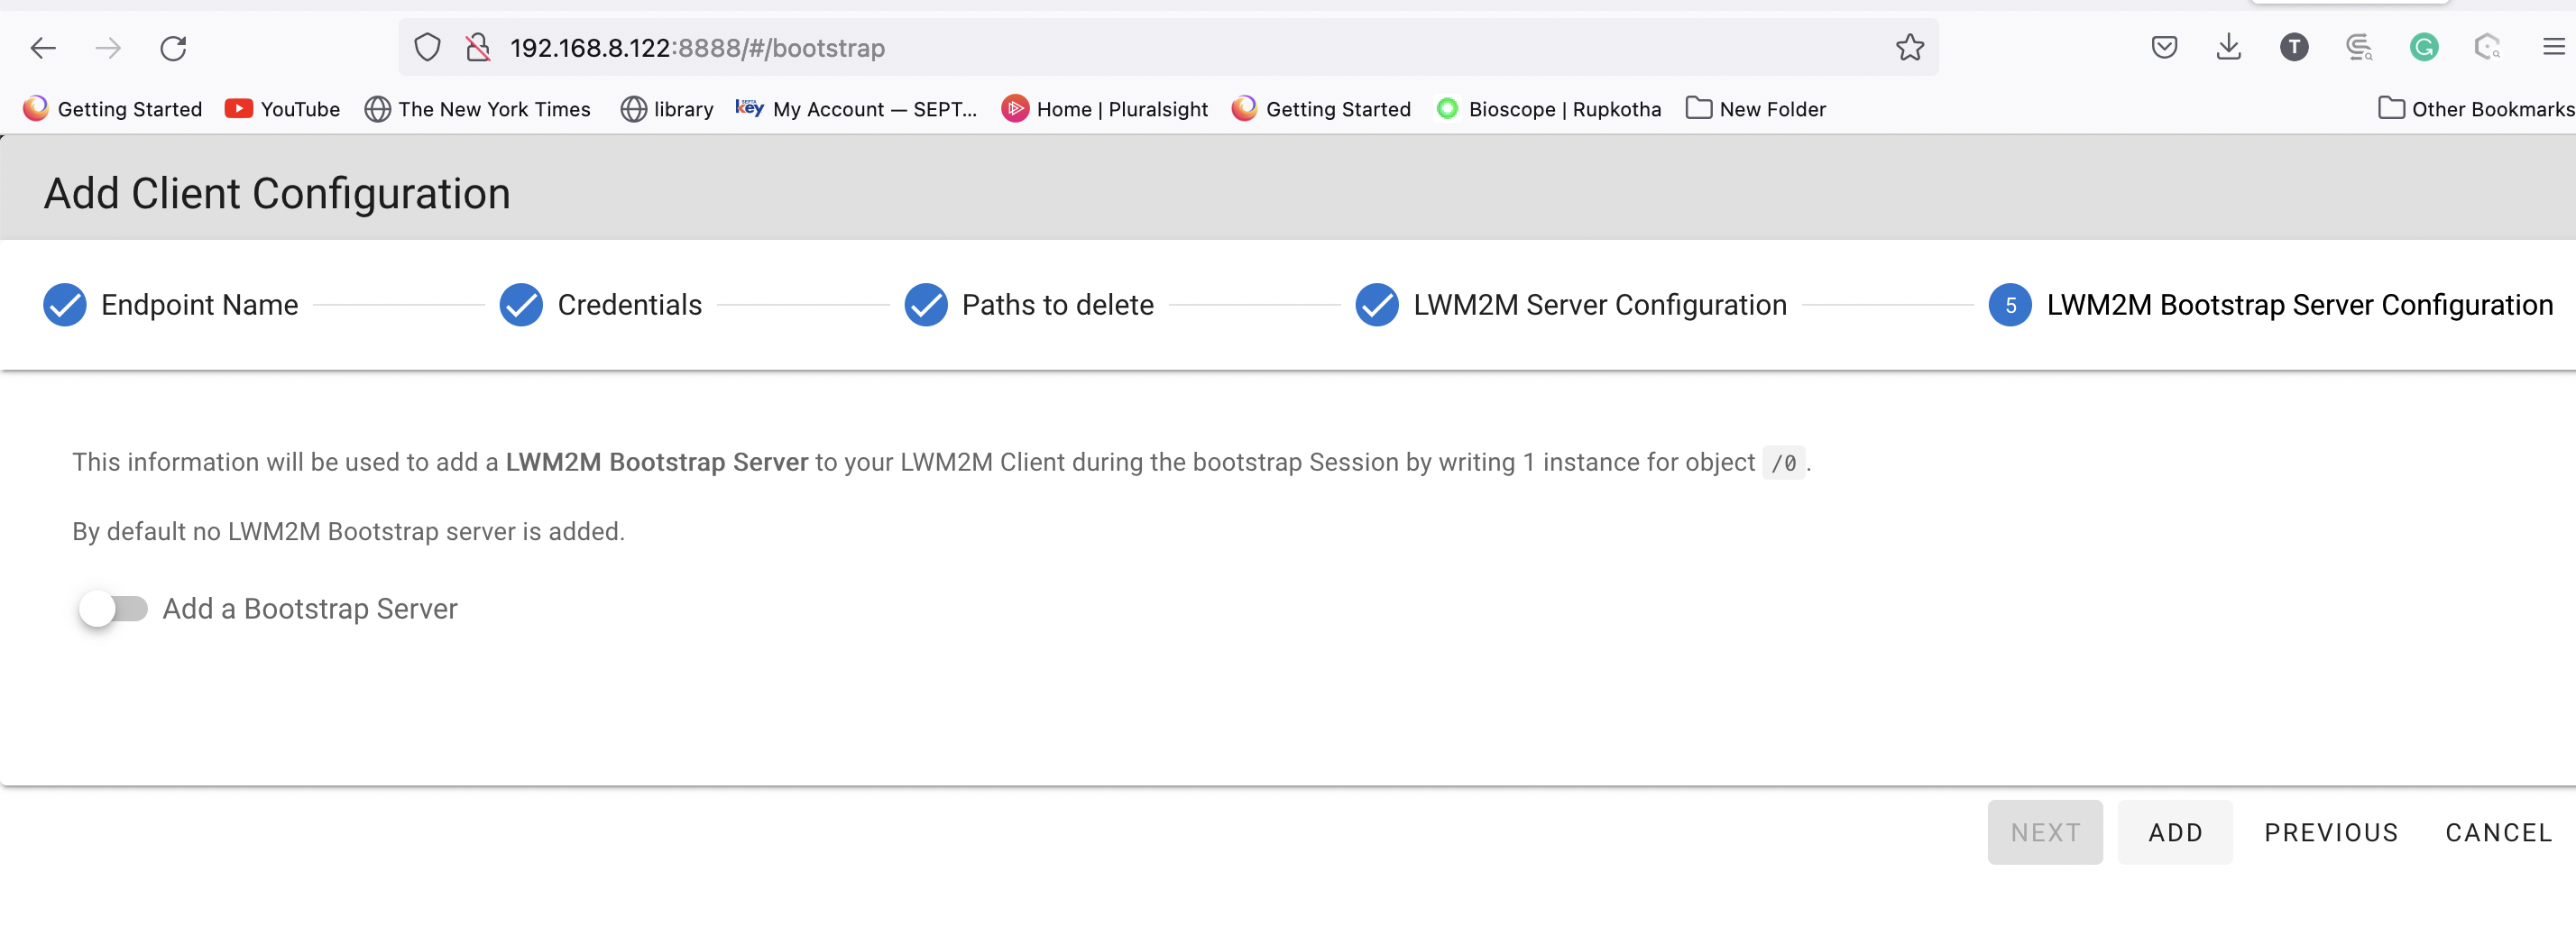 192.168.8.122:8888/#/bootstrap
T
G
Getting Started
YouTube
The New York Times
library
SEPTA key My Account — SEPT...
Home | Pluralsight
Getting Started
Bioscope | Rupkotha
New Folder
Other Bookmarks
Add Client Configuration
Endpoint Name
Credentials
Paths to delete
LWM2M Server Configuration
5 LWM2M Bootstrap Server Configuration
This information will be used to add a LWM2M Bootstrap Server to your LWM2M Client during the bootstrap Session by writing 1 instance for object /0.
By default no LWM2M Bootstrap server is added.
Add a Bootstrap Server
NEXT ADD PREVIOUS CANCEL